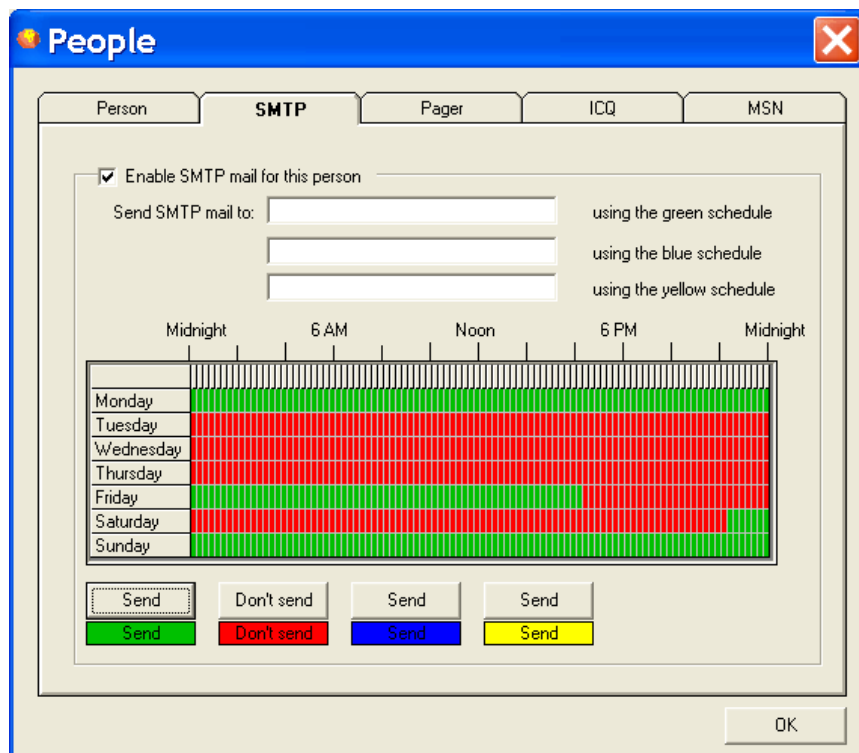 People
Person SMTP Pager ICQ MSN
Enable SMTP mail for this person
Send SMTP mail to: using the green schedule
using the blue schedule
using the yellow schedule
Midnight 6 AM Noon 6 PM Midnight
Monday
Tuesday
Wednesday
Thursday
Friday
Saturday
Sunday
Send Don't send Send Send
Send Don't send Send Send
OK